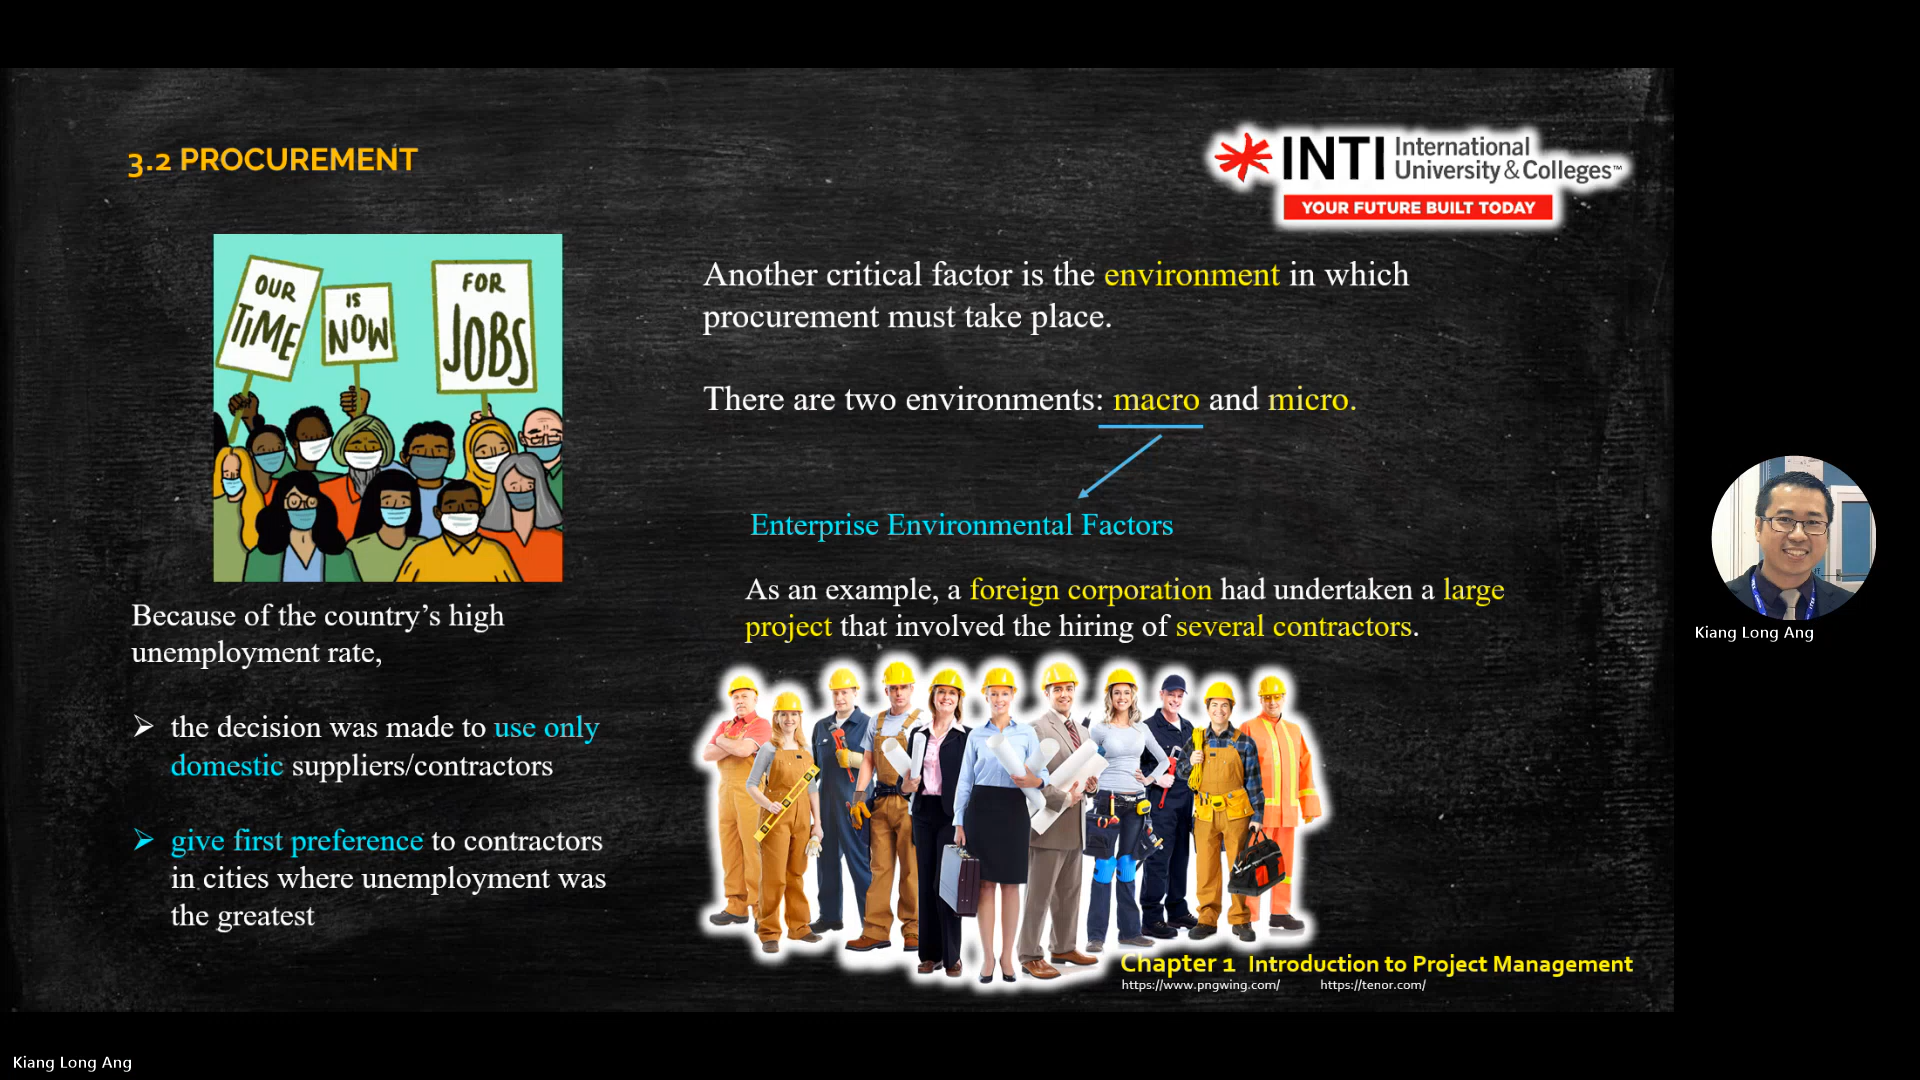 3.2 PROCUREMENT
INTI International
University & Colleges™
YOUR FUTURE BUILT TODAY
OUR
TIME
IS
NOW
FOR
JOBS
Because of the country’s high
unemployment rate,
➢ the decision was made to use only
domestic suppliers/contractors
➢ give first preference to contractors
in cities where unemployment was
the greatest
Another critical factor is the environment in which
procurement must take place.
There are two environments: macro and micro.
Enterprise Environmental Factors
As an example, a foreign corporation had undertaken a large
project that involved the hiring of several contractors.
Chapter 1 Introduction to Project Management
https://www.pngwing.com/ https://tenor.com/
Kiang Long Ang
Kiang Long Ang